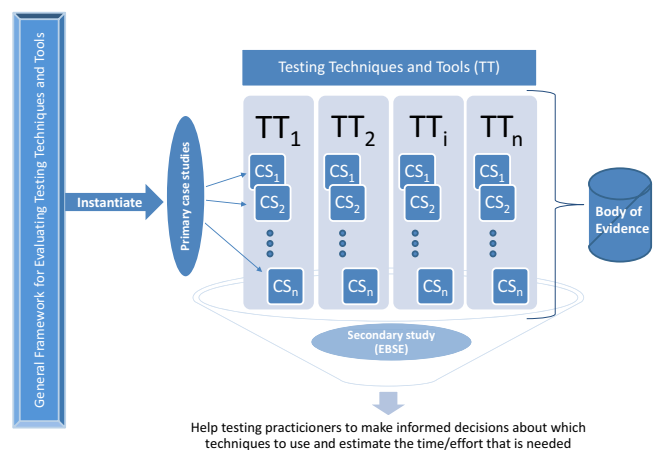 General Framework for Evaluating Testing Techniques and Tools
Instantiate
Primary case studies
Testing Techniques and Tools (TT)
TT1
TT2
TTi
TTn
CS1
CS1
CS1
CS1
CS2
CS2
CS2
CS2
CSn
CSn
CSn
CSn
Body of
Evidence
Secondary study
(EBSE)
Help testing practicioners to make informed decisions about which
techniques to use and estimate the time/effort that is needed